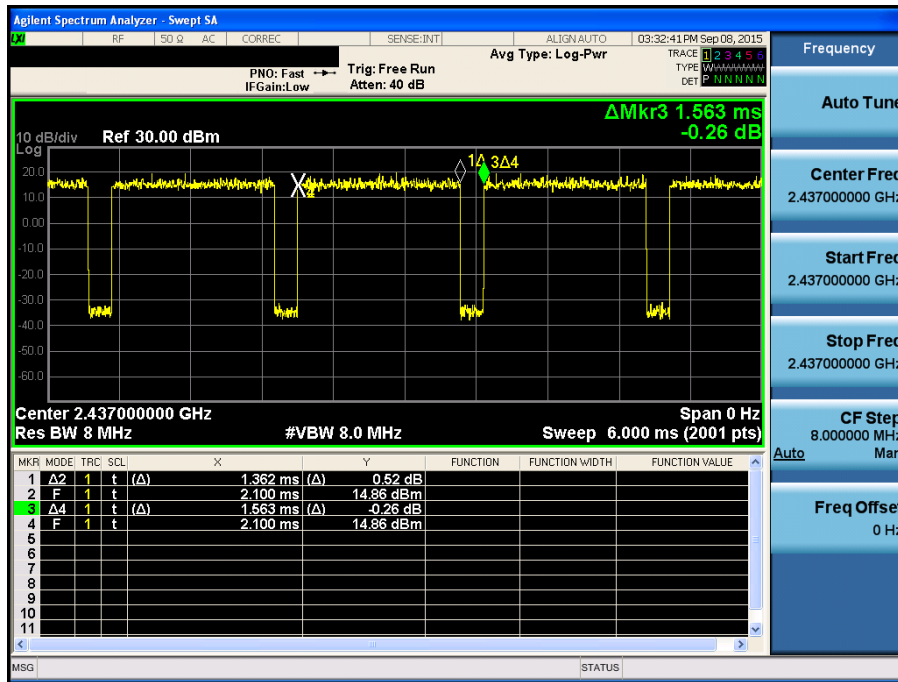 Agilent Spectrum Analyzer - Swept SA
LXI RF 50 Ω AC CORREC SENSE:INT ALIGN AUTO 03:32:41 PM Sep 08, 2015
Frequency
PNO: Fast
IFGain:Low
Trig: Free Run
Atten: 40 dB
Avg Type: Log-Pwr
TRACE 1 2 3 4 5 6
TYPE WWWWWW
DET P N N N N N
Auto Tune
ΔMkr3 1.563 ms
-0.26 dB
10 dB/div Ref 30.00 dBm
Log
20.0
10.0
0.00
-10.0
-20.0
-30.0
-40.0
-50.0
-60.0
1Δ 3Δ4
4
Center Freq
2.437000000 GHz
Start Freq
2.437000000 GHz
Stop Freq
2.437000000 GHz
Center 2.437000000 GHz Span 0 Hz
Res BW 8 MHz #VBW 8.0 MHz Sweep 6.000 ms (2001 pts)
CF Step
8.000000 MHz
Auto Man
MKR MODE TRC SCL X Y FUNCTION FUNCTION WIDTH FUNCTION VALUE
1 Δ2 1 t (Δ) 1.362 ms (Δ) 0.52 dB
2 F 1 t 2.100 ms 14.86 dBm
3 Δ4 1 t (Δ) 1.563 ms (Δ) -0.26 dB
4 F 1 t 2.100 ms 14.86 dBm
5
6
7
8
9
10
11
Freq Offset
0 Hz
MSG STATUS